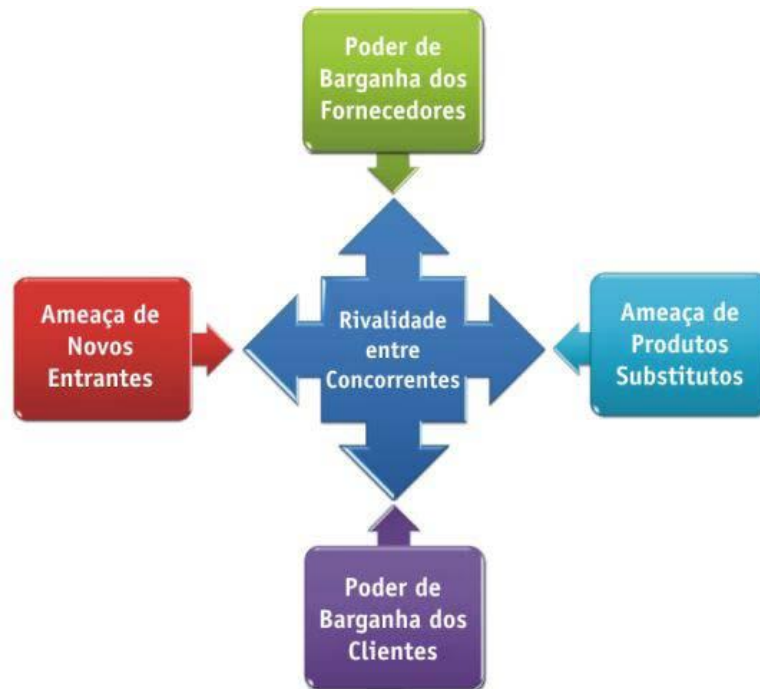 Poder de
Barganha dos
Fornecedores
Ameaça de
Novos
Entrantes
Rivalidade
entre
Concorrentes
Ameaça de
Produtos
Substitutos
Poder de
Barganha dos
Clientes